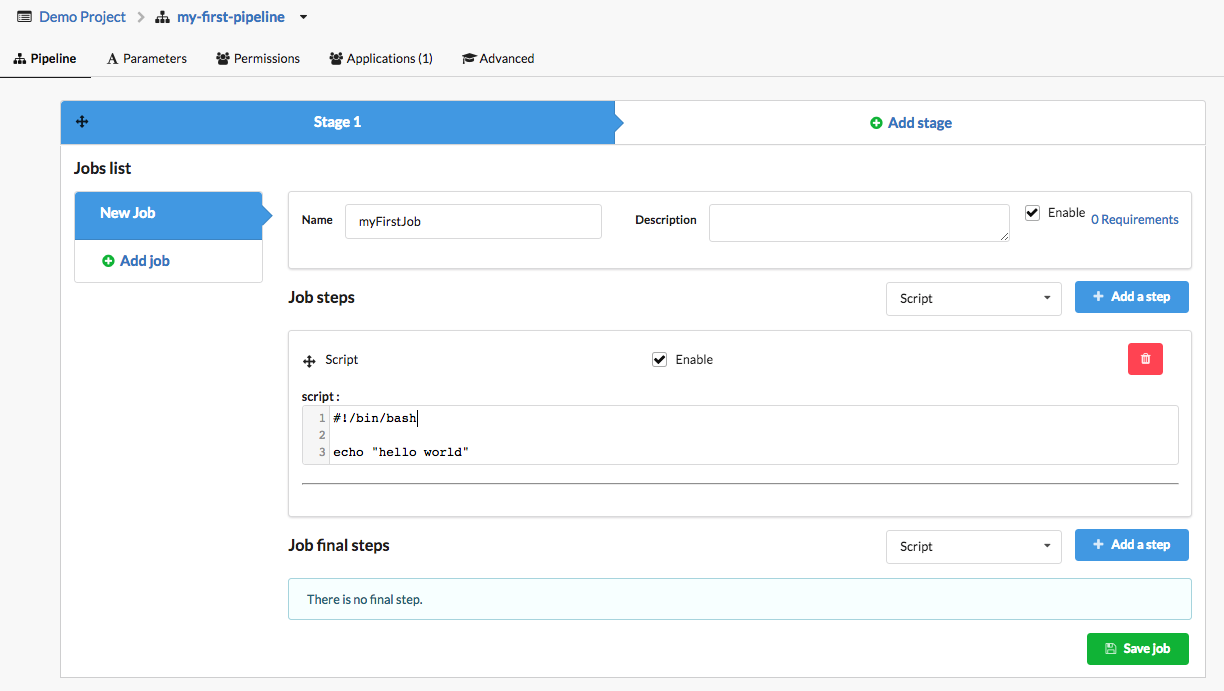 Demo Project my-first-pipeline
Pipeline Parameters Permissions Applications (1) Advanced
Stage 1 Add stage
Jobs list
New Job
Add job
Name myFirstJob Description Enable 0 Requirements
Job steps Script Add a step
Script Enable
script :
1 #!/bin/bash
2
3 echo "hello world"
Job final steps Script Add a step
There is no final step.
Save job